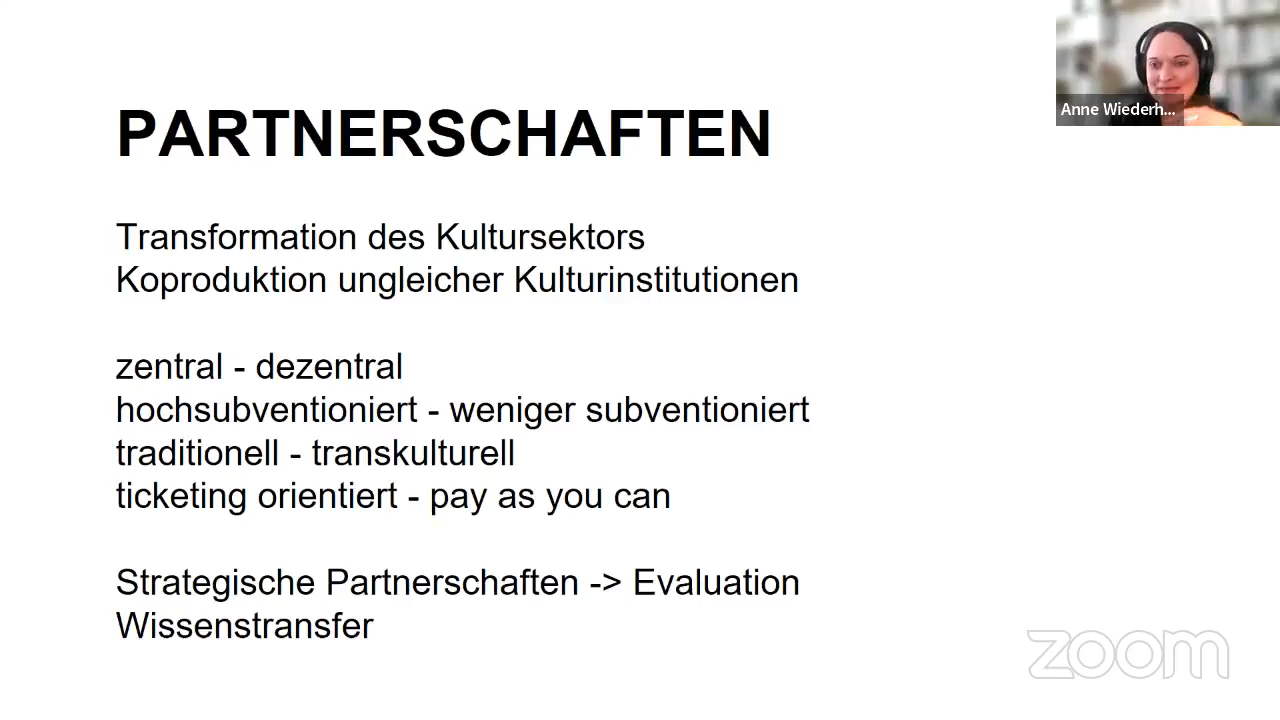 PARTNERSCHAFTEN
Anne Wiederh...
Transformation des Kultursektors
Koproduktion ungleicher Kulturinstitutionen
zentral - dezentral
hochsubventioniert - weniger subventioniert
traditionell - transkulturell
ticketing orientiert - pay as you can
Strategische Partnerschaften -> Evaluation
Wissenstransfer
zoom